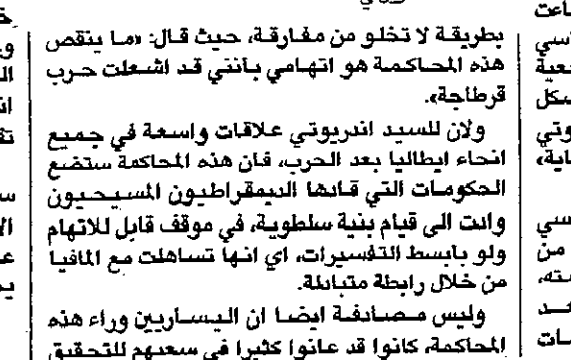 بطريقة لا تخلو من مفارقة، حيث قال: «ما ينقص
هذه المحاكمة هو اتهامي بأنني قد اشعلت حرب
قرطاجة».
ولان للسيد اندريوتي علاقات واسعة في جميع
انحاء ايطاليا بعد الحرب، فان هذه المحاكمة ستضع
الحكومات التي قادها الديمقراطيون المسيحيون
وادت الى قيام بنية سلطوية، في موقف قابل للاتهام
ولو بابسط التفسيرات، اي انها تساهلت مع المافيا
من خلال رابطة متبادلة.
وليس مصادفة ايضا ان اليساريين وراء هذه
المحاكمة، كانوا قد عانوا كثيرا في سعيهم للتحقيق